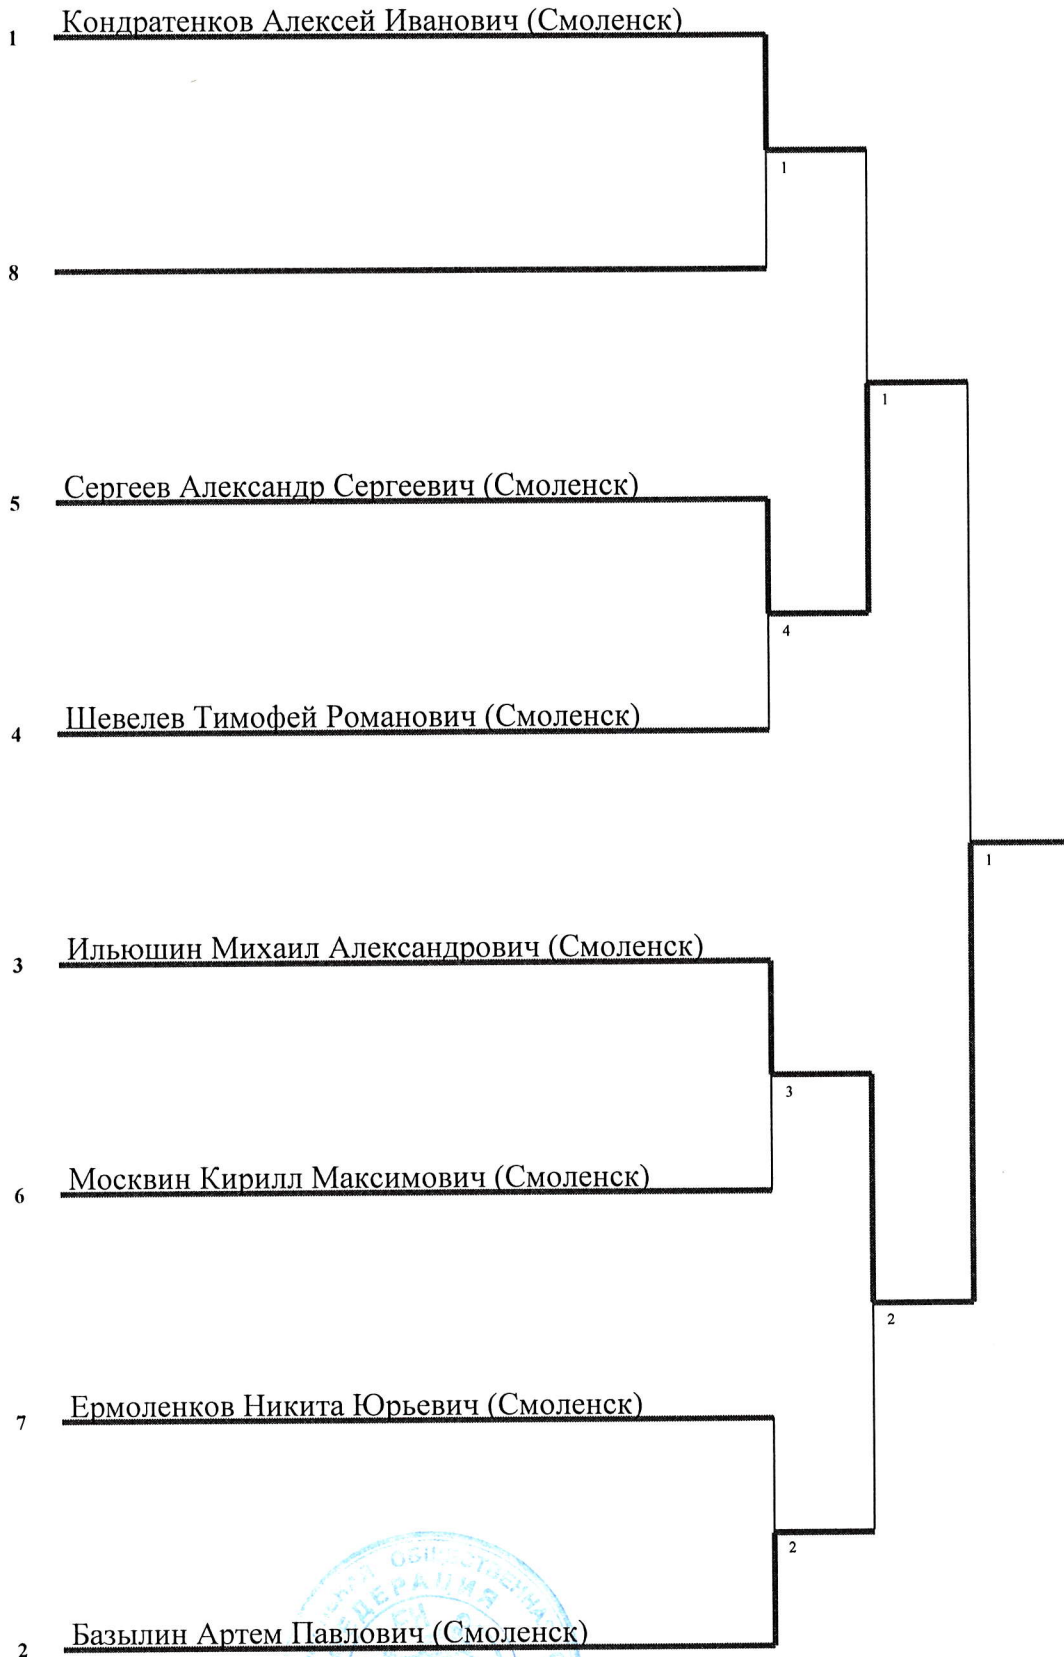 1 Кондратенков Алексей Иванович (Смоленск)
1
8
1
5 Сергеев Александр Сергеевич (Смоленск)
4
4 Шевелев Тимофей Романович (Смоленск)
1
3 Ильюшин Михаил Александрович (Смоленск)
3
6 Москвин Кирилл Максимович (Смоленск)
2
7 Ермоленков Никита Юрьевич (Смоленск)
2
2 Базылин Артем Павлович (Смоленск)